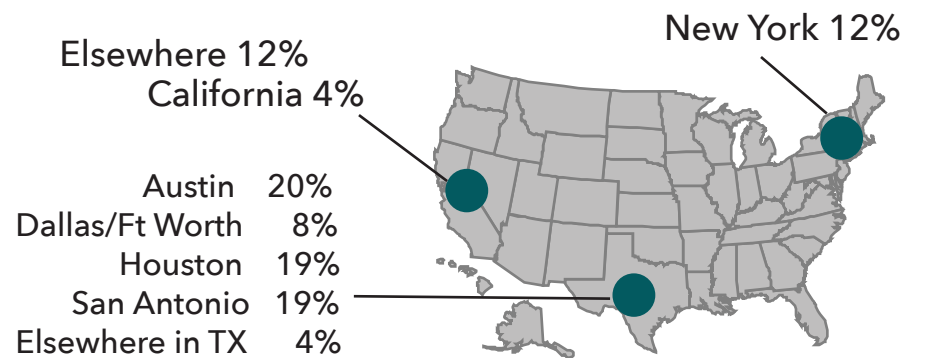 New York 12%
Elsewhere 12%
California 4%
Austin 20%
Dallas/Ft Worth 8%
Houston 19%
San Antonio 19%
Elsewhere in TX 4%